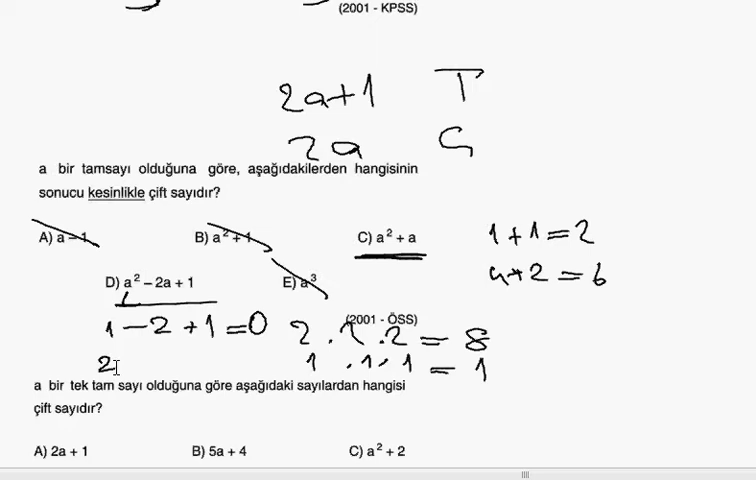 (2001 - KPSS)
2a+1 T
2a Ç
a bir tamsayı olduğuna göre, aşağıdakilerden hangisinin
sonucu kesinlikle çift sayıdır?
A) a – 1 B) a² + 1 C) a² + a 1 + 1 = 2
D) a² – 2a + 1 E) a³ 4 + 2 = 6
(2001 - ÖSS)
1 – 2 + 1 = 0 2 . 2 . 2 = 8
2 1 . 1 . 1 = 1
a bir tek tam sayı olduğuna göre aşağıdaki sayılardan hangisi
çift sayıdır?
A) 2a + 1 B) 5a + 4 C) a² + 2